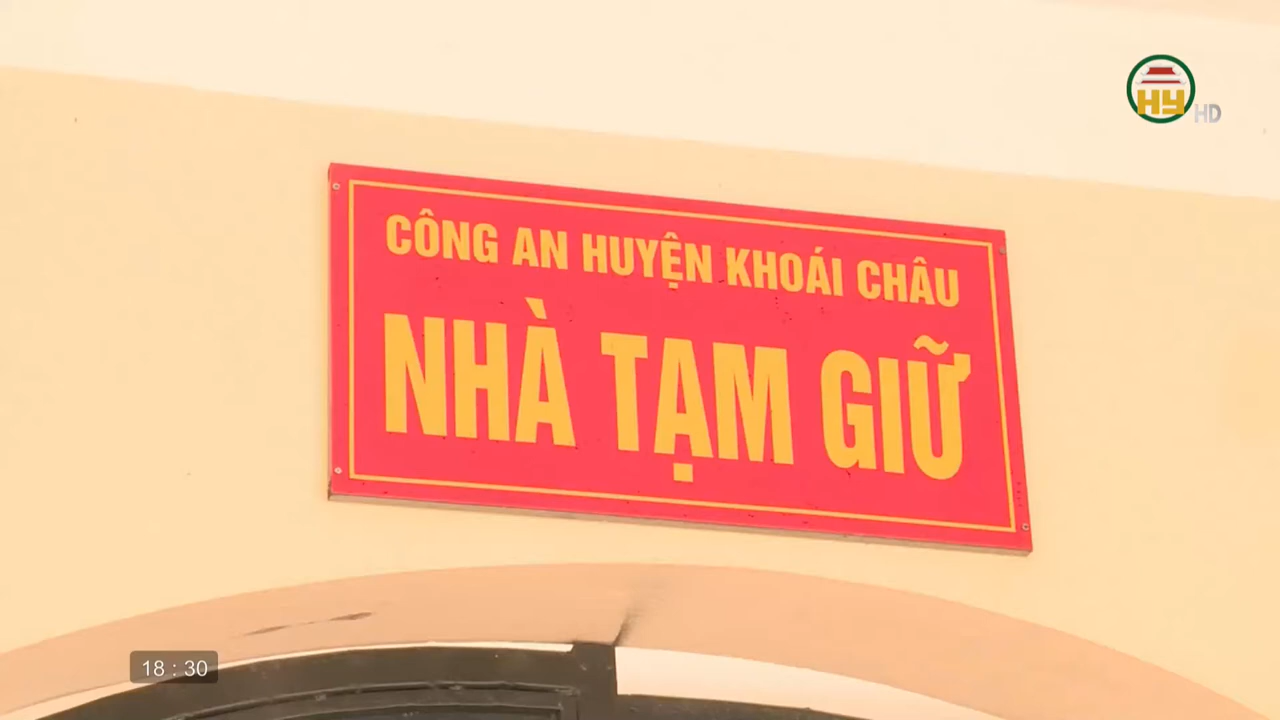 HY HD
CÔNG AN HUYỆN KHOÁI CHÂU
NHÀ TẠM GIỮ
18 : 30